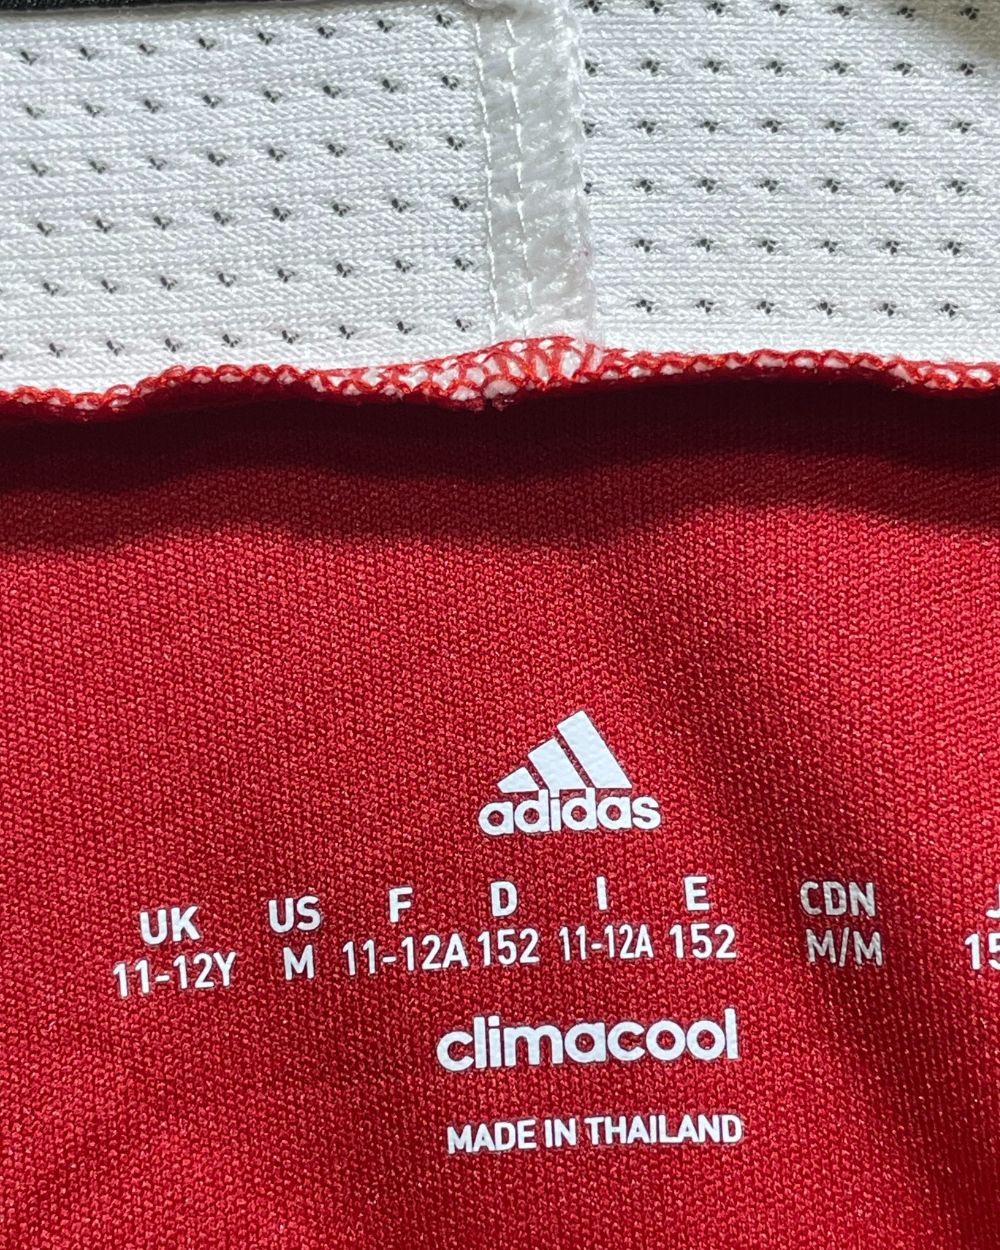 adidas
UK US F D I E CDN
11-12Y M 11-12A 152 11-12A 152 M/M
climacool
MADE IN THAILAND